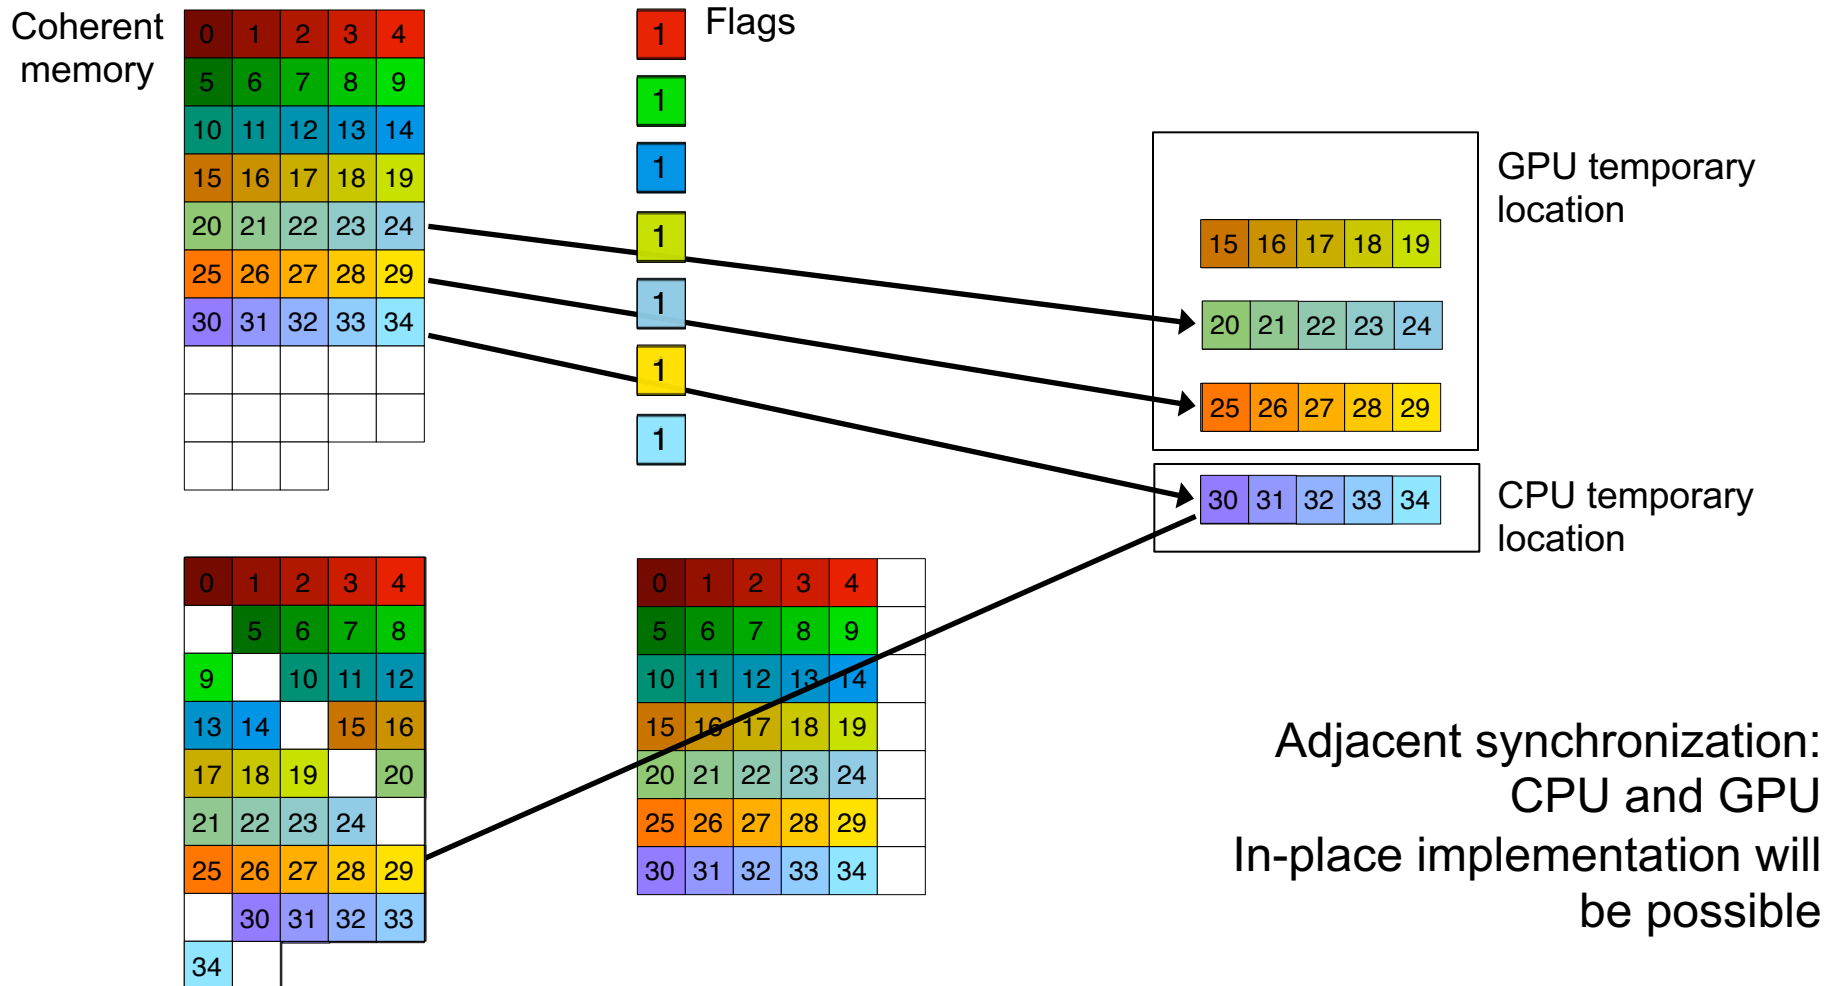 Coherent
memory
0 1 2 3 4
5 6 7 8 9
10 11 12 13 14
15 16 17 18 19
20 21 22 23 24
25 26 27 28 29
30 31 32 33 34
Flags
1
1
1
1
1
1
1
GPU temporary
location
15 16 17 18 19
20 21 22 23 24
25 26 27 28 29
CPU temporary
location
30 31 32 33 34
0 1 2 3 4
5 6 7 8
9 10 11 12
13 14 15 16
17 18 19 20
21 22 23 24
25 26 27 28 29
30 31 32 33
34
0 1 2 3 4
5 6 7 8 9
10 11 12 13 14
15 16 17 18 19
20 21 22 23 24
25 26 27 28 29
30 31 32 33 34
Adjacent synchronization:
CPU and GPU
In-place implementation will
be possible